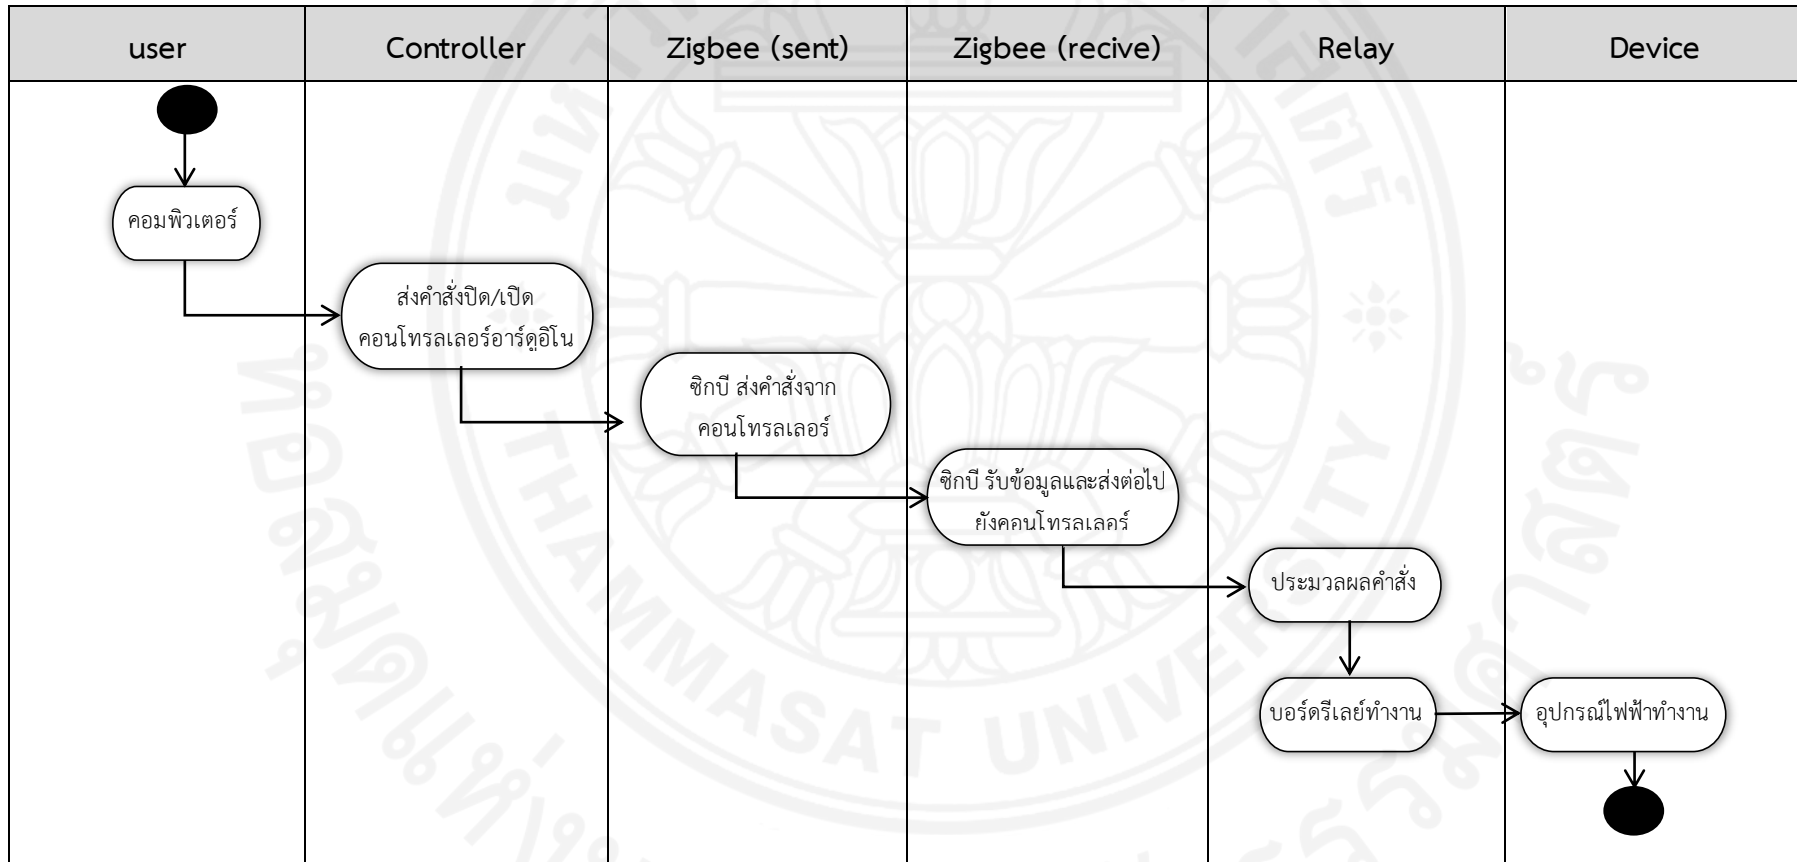 user
Controller
Zigbee (sent)
Zigbee (recive)
Relay
Device
คอมพิวเตอร์
ส่งคำสั่งปิด/เปิด
คอนโทรลเลอร์อาร์ดูอิโน
ซิกบี ส่งคำสั่งจาก
คอนโทรลเลอร์
ซิกบี รับข้อมูลและส่งต่อไป
ยังคอนโทรลเลอร์
ประมวลผลคำสั่ง
บอร์ดรีเลย์ทำงาน
อุปกรณ์ไฟฟ้าทำงาน
THAMMASAT UNIVERSITY